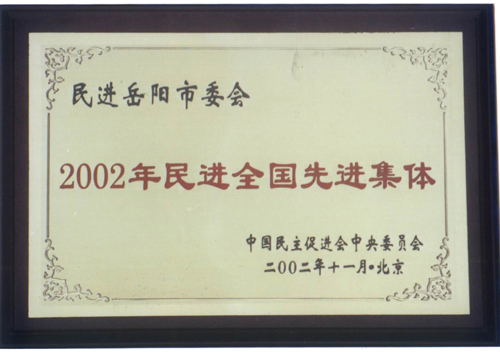 民进岳阳市委会
2002年民进全国先进集体
中国民主促进会中央委员会
二00二年十一月·北京